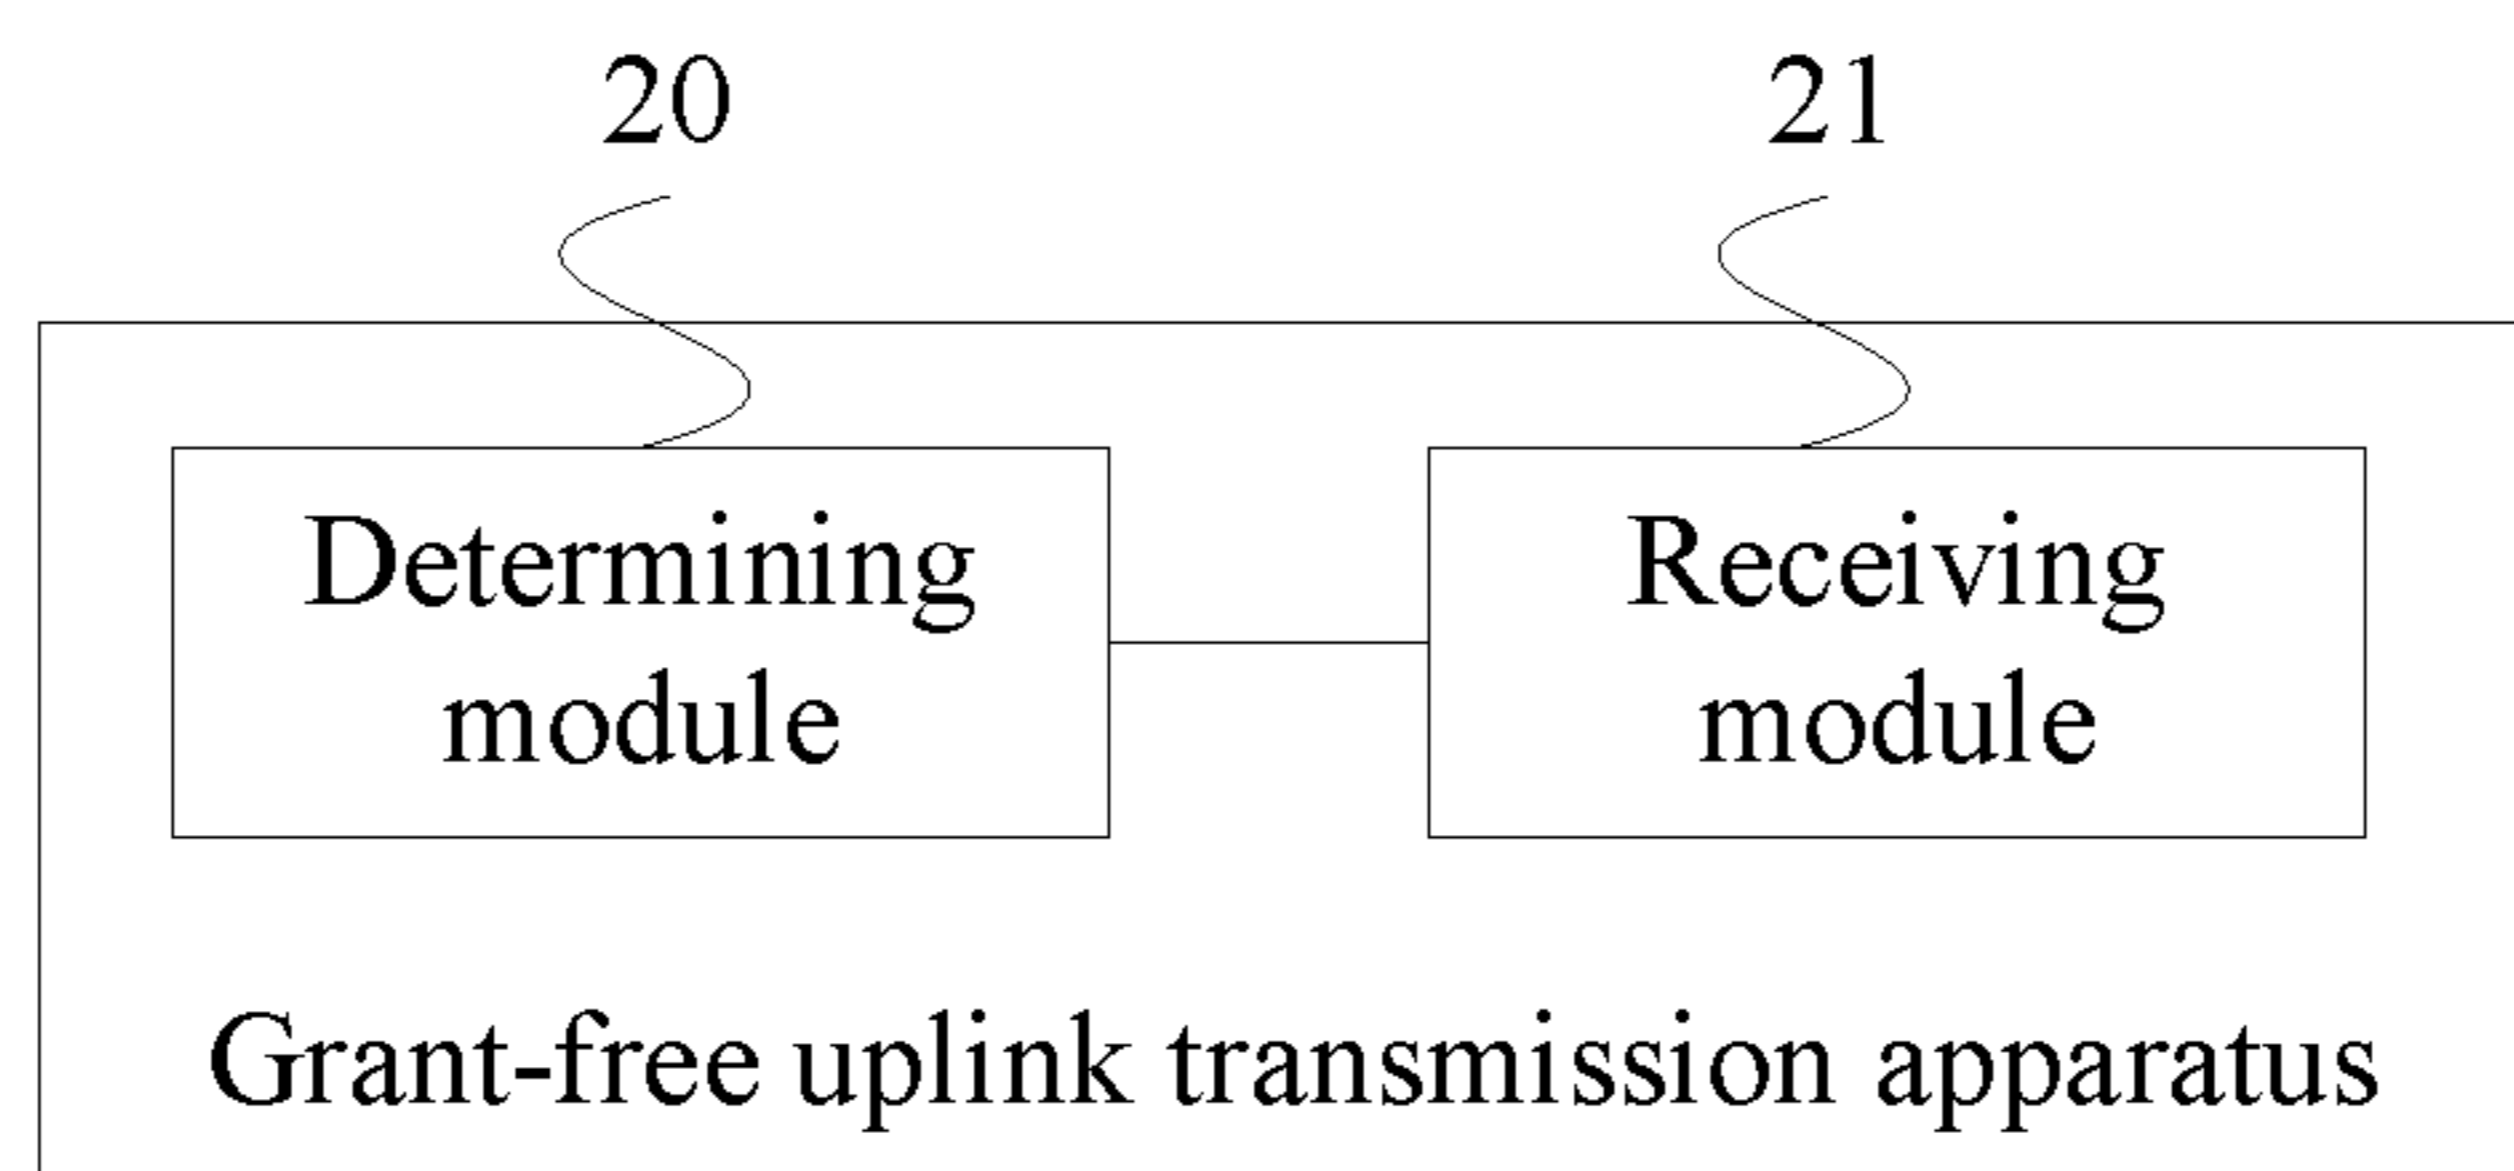 20
21
Determining
module
Receiving
module
Grant-free uplink transmission apparatus